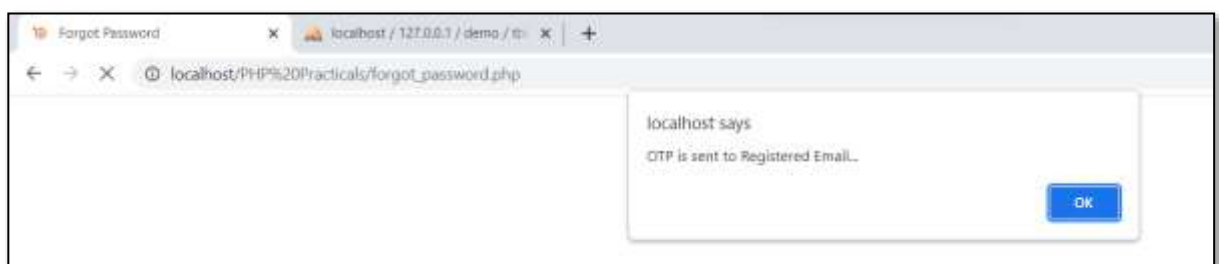 Forgot Password
localhost / 127.0.0.1 / demo / tb
localhost/PHP%20Practicals/forgot_password.php
localhost says
OTP is sent to Registered Email...
OK